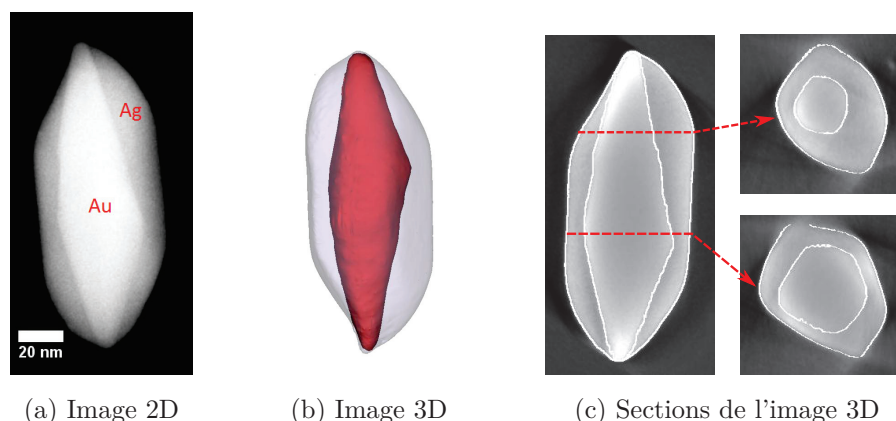 Ag
Au
20 nm
(a) Image 2D
(b) Image 3D
(c) Sections de l'image 3D